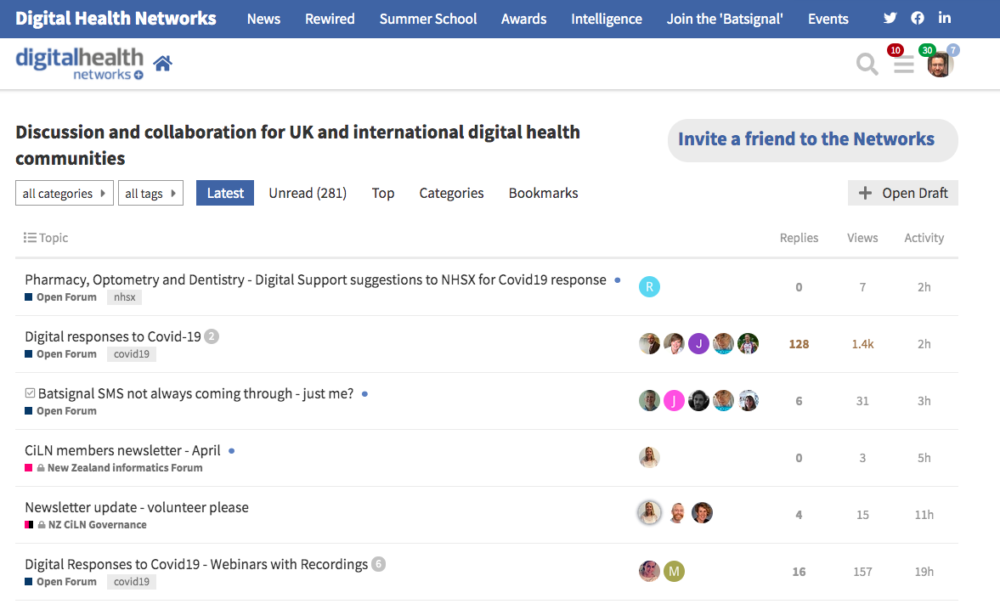 Digital Health Networks News Rewired Summer School Awards Intelligence Join the 'Batsignal' Events
digitalhealth
networks
10 30 7
Discussion and collaboration for UK and international digital health
communities
Invite a friend to the Networks
all categories all tags Latest Unread (281) Top Categories Bookmarks Open Draft
Topic Replies Views Activity
Pharmacy, Optometry and Dentistry - Digital Support suggestions to NHSX for Covid19 response R 0 7 2h
Open Forum nhsx
Digital responses to Covid-19 2 J 128 1.4k 2h
Open Forum covid19
Batsignal SMS not always coming through - just me? J 6 31 3h
Open Forum
CiLN members newsletter - April 0 3 5h
New Zealand informatics Forum
Newsletter update - volunteer please 4 15 11h
NZ CiLN Governance
Digital Responses to Covid19 - Webinars with Recordings 6 M 16 157 19h
Open Forum covid19